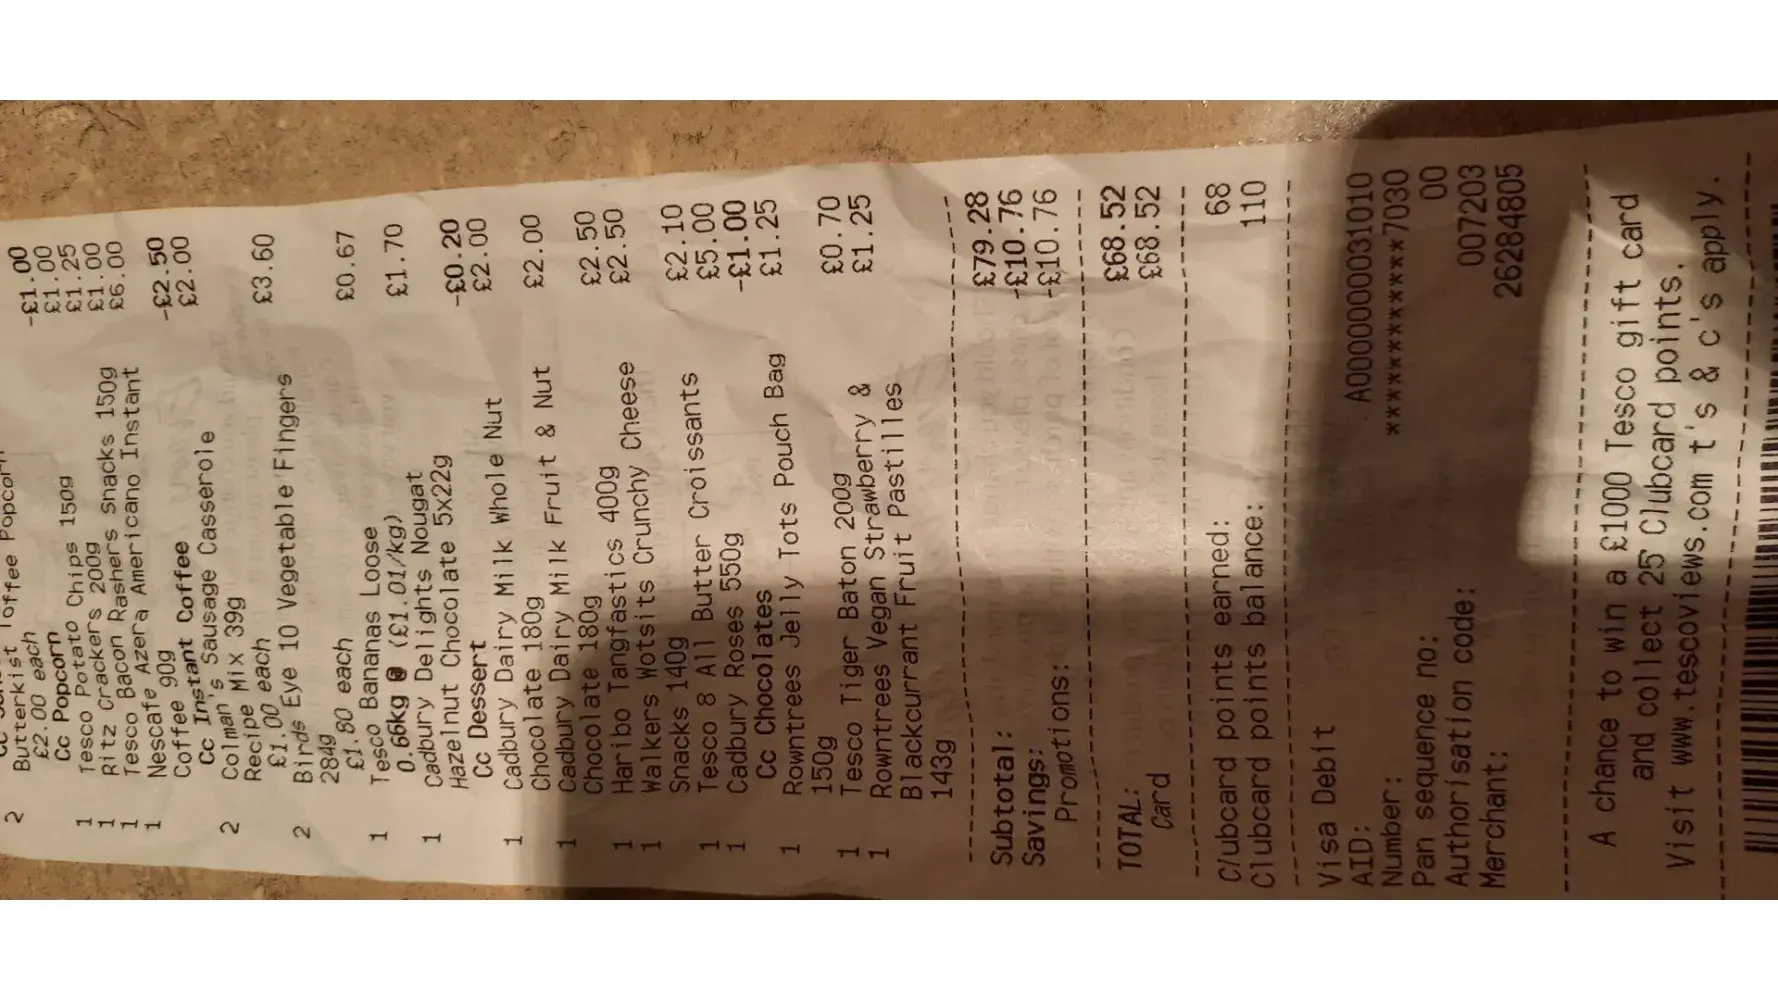 2 Butterkist Toffee Popcorn
£2.00 each
Cc Popcorn -£1.00
1 Tesco Potato Chips 150g £1.00
1 Ritz Crackers 200g £1.25
1 Tesco Bacon Rashers Snacks 150g £1.00
1 Nescafe Azera Americano Instant £6.00
Coffee 90g
Cc Instant Coffee -£2.50
2 Colman's Sausage Casserole £2.00
Recipe Mix 39g
£1.00 each
2 Birds Eye 10 Vegetable Fingers £3.60
284g
£1.80 each
1 Tesco Bananas Loose £0.67
0.66kg @ (£1.01/kg)
1 Cadbury Delights Nougat £1.70
Hazelnut Chocolate 5x22g
Cc Dessert -£0.20
1 Cadbury Dairy Milk Whole Nut £2.00
Chocolate 180g
1 Cadbury Dairy Milk Fruit & Nut £2.00
Chocolate 180g
1 Haribo Tangfastics 400g £2.50
1 Walkers Wotsits Crunchy Cheese £2.50
Snacks 140g
1 Tesco 8 All Butter Croissants £2.10
1 Cadbury Roses 550g £5.00
Cc Chocolates -£1.00
1 Rowntrees Jelly Tots Pouch Bag £1.25
150g
1 Tesco Tiger Baton 200g £0.70
1 Rowntrees Vegan Strawberry & £1.25
Blackcurrant Fruit Pastilles
143g
Subtotal: £79.28
Savings: -£10.76
Promotions: -£10.76
TOTAL: £68.52
Card £68.52
Clubcard points earned: 68
Clubcard points balance: 110
Visa Debit
AID: A0000000031010
Number: ************7030
Pan sequence no: 00
Authorisation code: 007203
Merchant: 26284805
A chance to win a £1000 Tesco gift card
and collect 25 Clubcard points.
Visit www.tescoviews.com t's & c's apply.